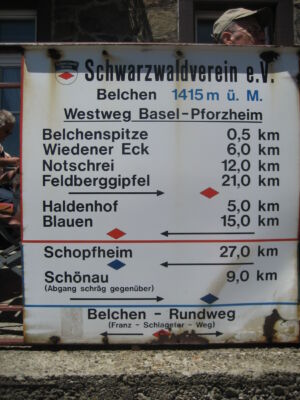 Schwarzwaldverein e.V.
Belchen 1415 m ü. M.
Westweg Basel-Pforzheim
Belchenspitze 0,5 km
Wiedener Eck 6,0 km
Notschrei 12,0 km
Feldberggipfel 21,0 km
Haldenhof 5,0 km
Blauen 15,0 km
Schopfheim 27,0 km
Schönau 9,0 km
(Abgang schräg gegenüber)
Belchen - Rundweg
(Franz - Schlageter - Weg)